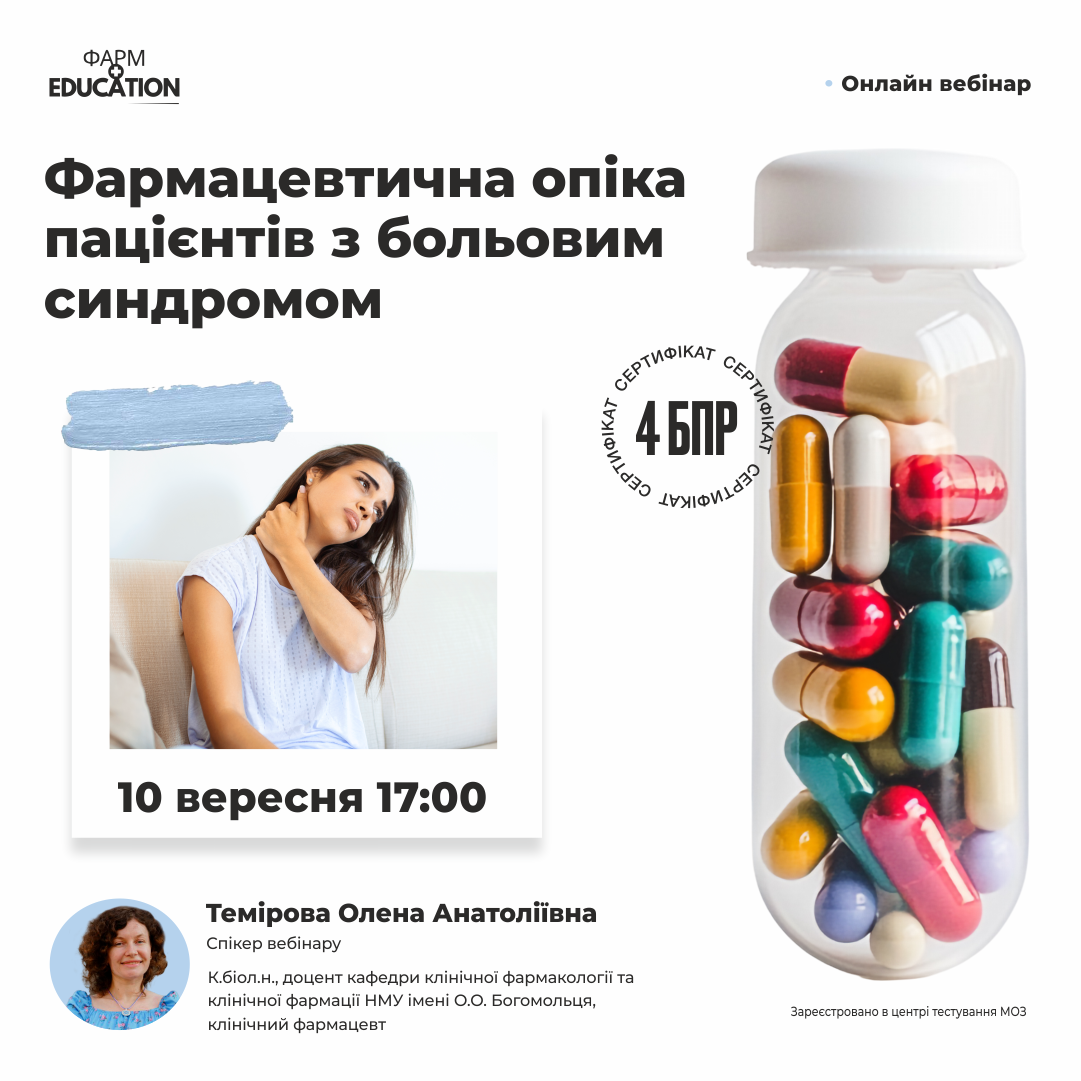 ФАРМ
EDUCATION
Онлайн вебінар
Фармацевтична опіка
пацієнтів з больовим
синдромом
СЕРТИФІКАТ СЕРТИФІКАТ СЕРТИФІКАТ СЕРТИФІКАТ
4 БПР
10 вересня 17:00
Темірова Олена Анатоліївна
Спікер вебінару
К.біол.н., доцент кафедри клінічної фармакології та
клінічної фармації НМУ імені О.О. Богомольця,
клінічний фармацевт
Зареєстровано в центрі тестування МОЗ